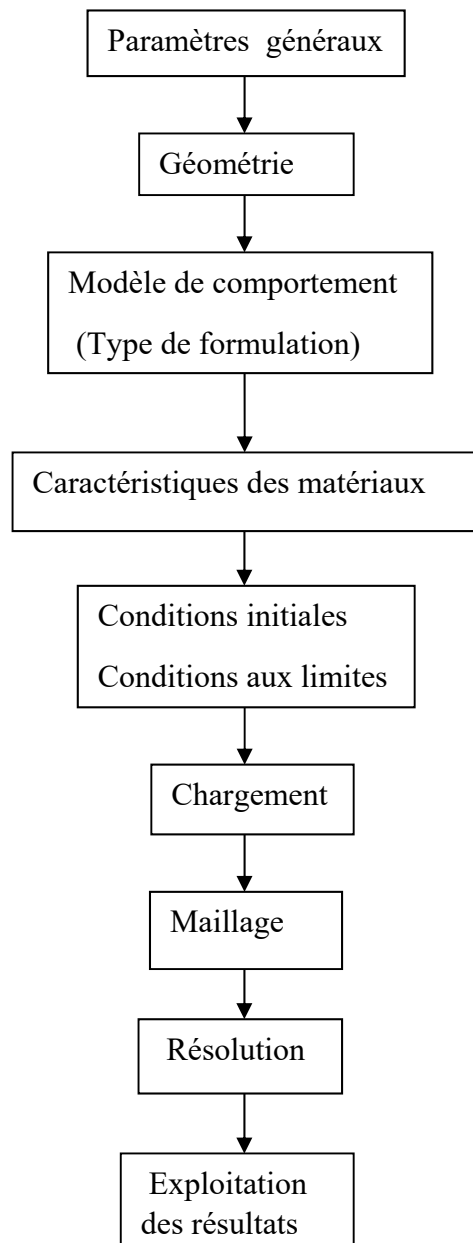 Paramètres généraux
Géométrie
Modèle de comportement
(Type de formulation)
Caractéristiques des matériaux
Conditions initiales
Conditions aux limites
Chargement
Maillage
Résolution
Exploitation
des résultats